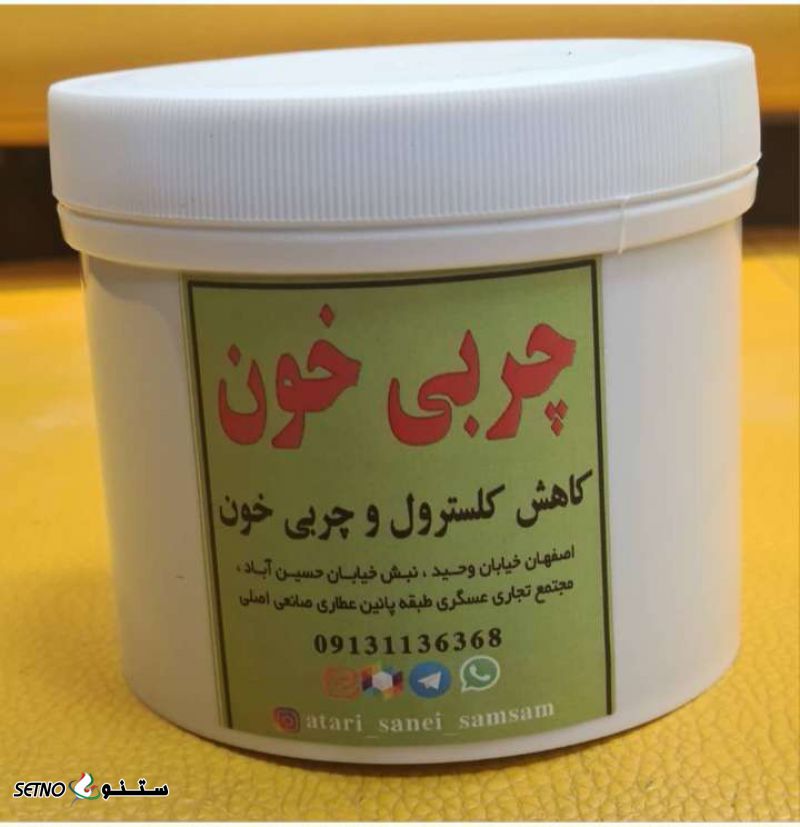 چربی خون
کاهش کلسترول و چربی خون
اصفهان خیابان وحید ، نبش خیابان حسین آباد ،
مجتمع تجاری عسگری طبقه پائین عطاری صانعی اصلی
09131136368
atari_sanei_samsam
SETNO ستنو